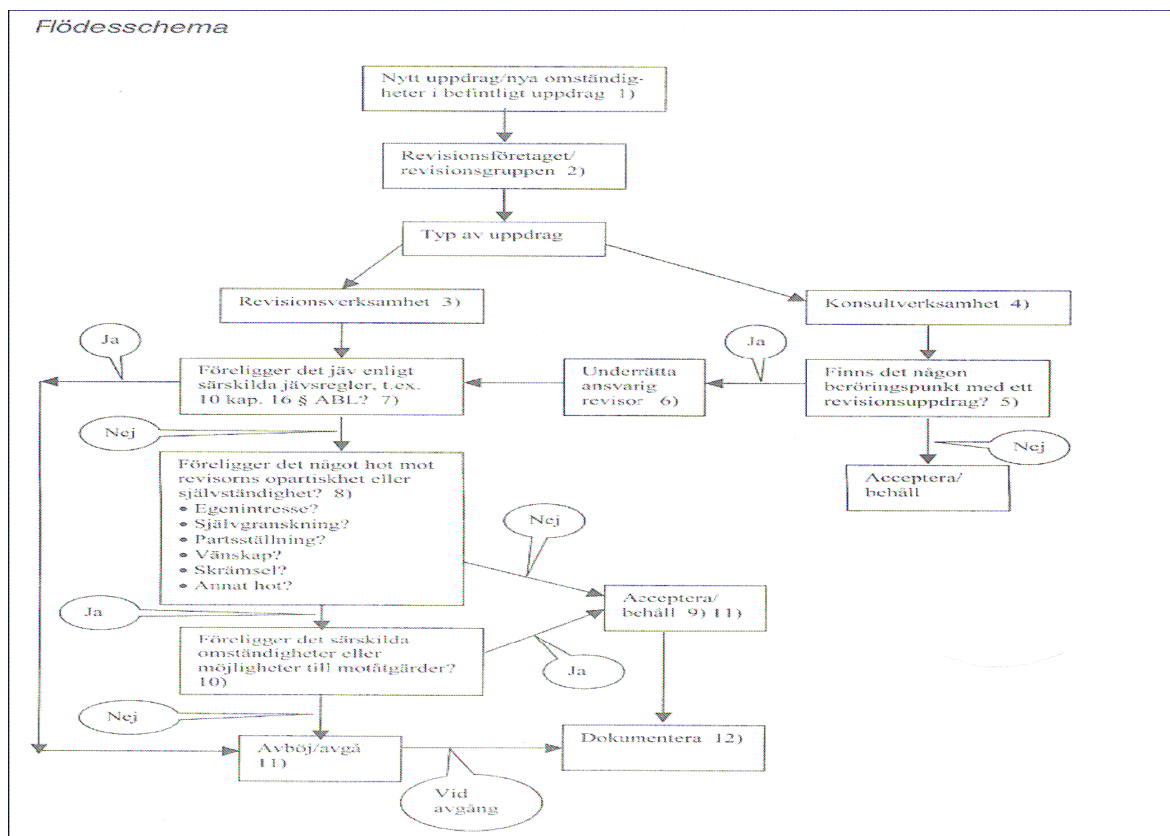 Flödesschema
Nytt uppdrag/nya omständig-
heter i befintligt uppdrag 1)
Revisionsföretaget/
revisionsgruppen 2)
Typ av uppdrag
Revisionsverksamhet 3)
Konsultverksamhet 4)
Ja
Föreligger det jäv enligt
särskilda jävsregler, t.ex.
10 kap. 16 § ABL? 7)
Underrätta
ansvarig
revisor 6)
Ja
Finns det någon
beröringspunkt med ett
revisionsuppdrag? 5)
Nej
Nej
Acceptera/
behåll
Föreligger det något hot mot
revisorns opartiskhet eller
självständighet? 8)
• Egenintresse?
• Självgranskning?
• Partsställning?
• Vänskap?
• Skrämsel?
• Annat hot?
Nej
Ja
Acceptera/
behåll 9) 11)
Föreligger det särskilda
omständigheter eller
möjligheter till motåtgärder?
10)
Ja
Nej
Avböj/avgå
11)
Dokumentera 12)
Vid
avgång